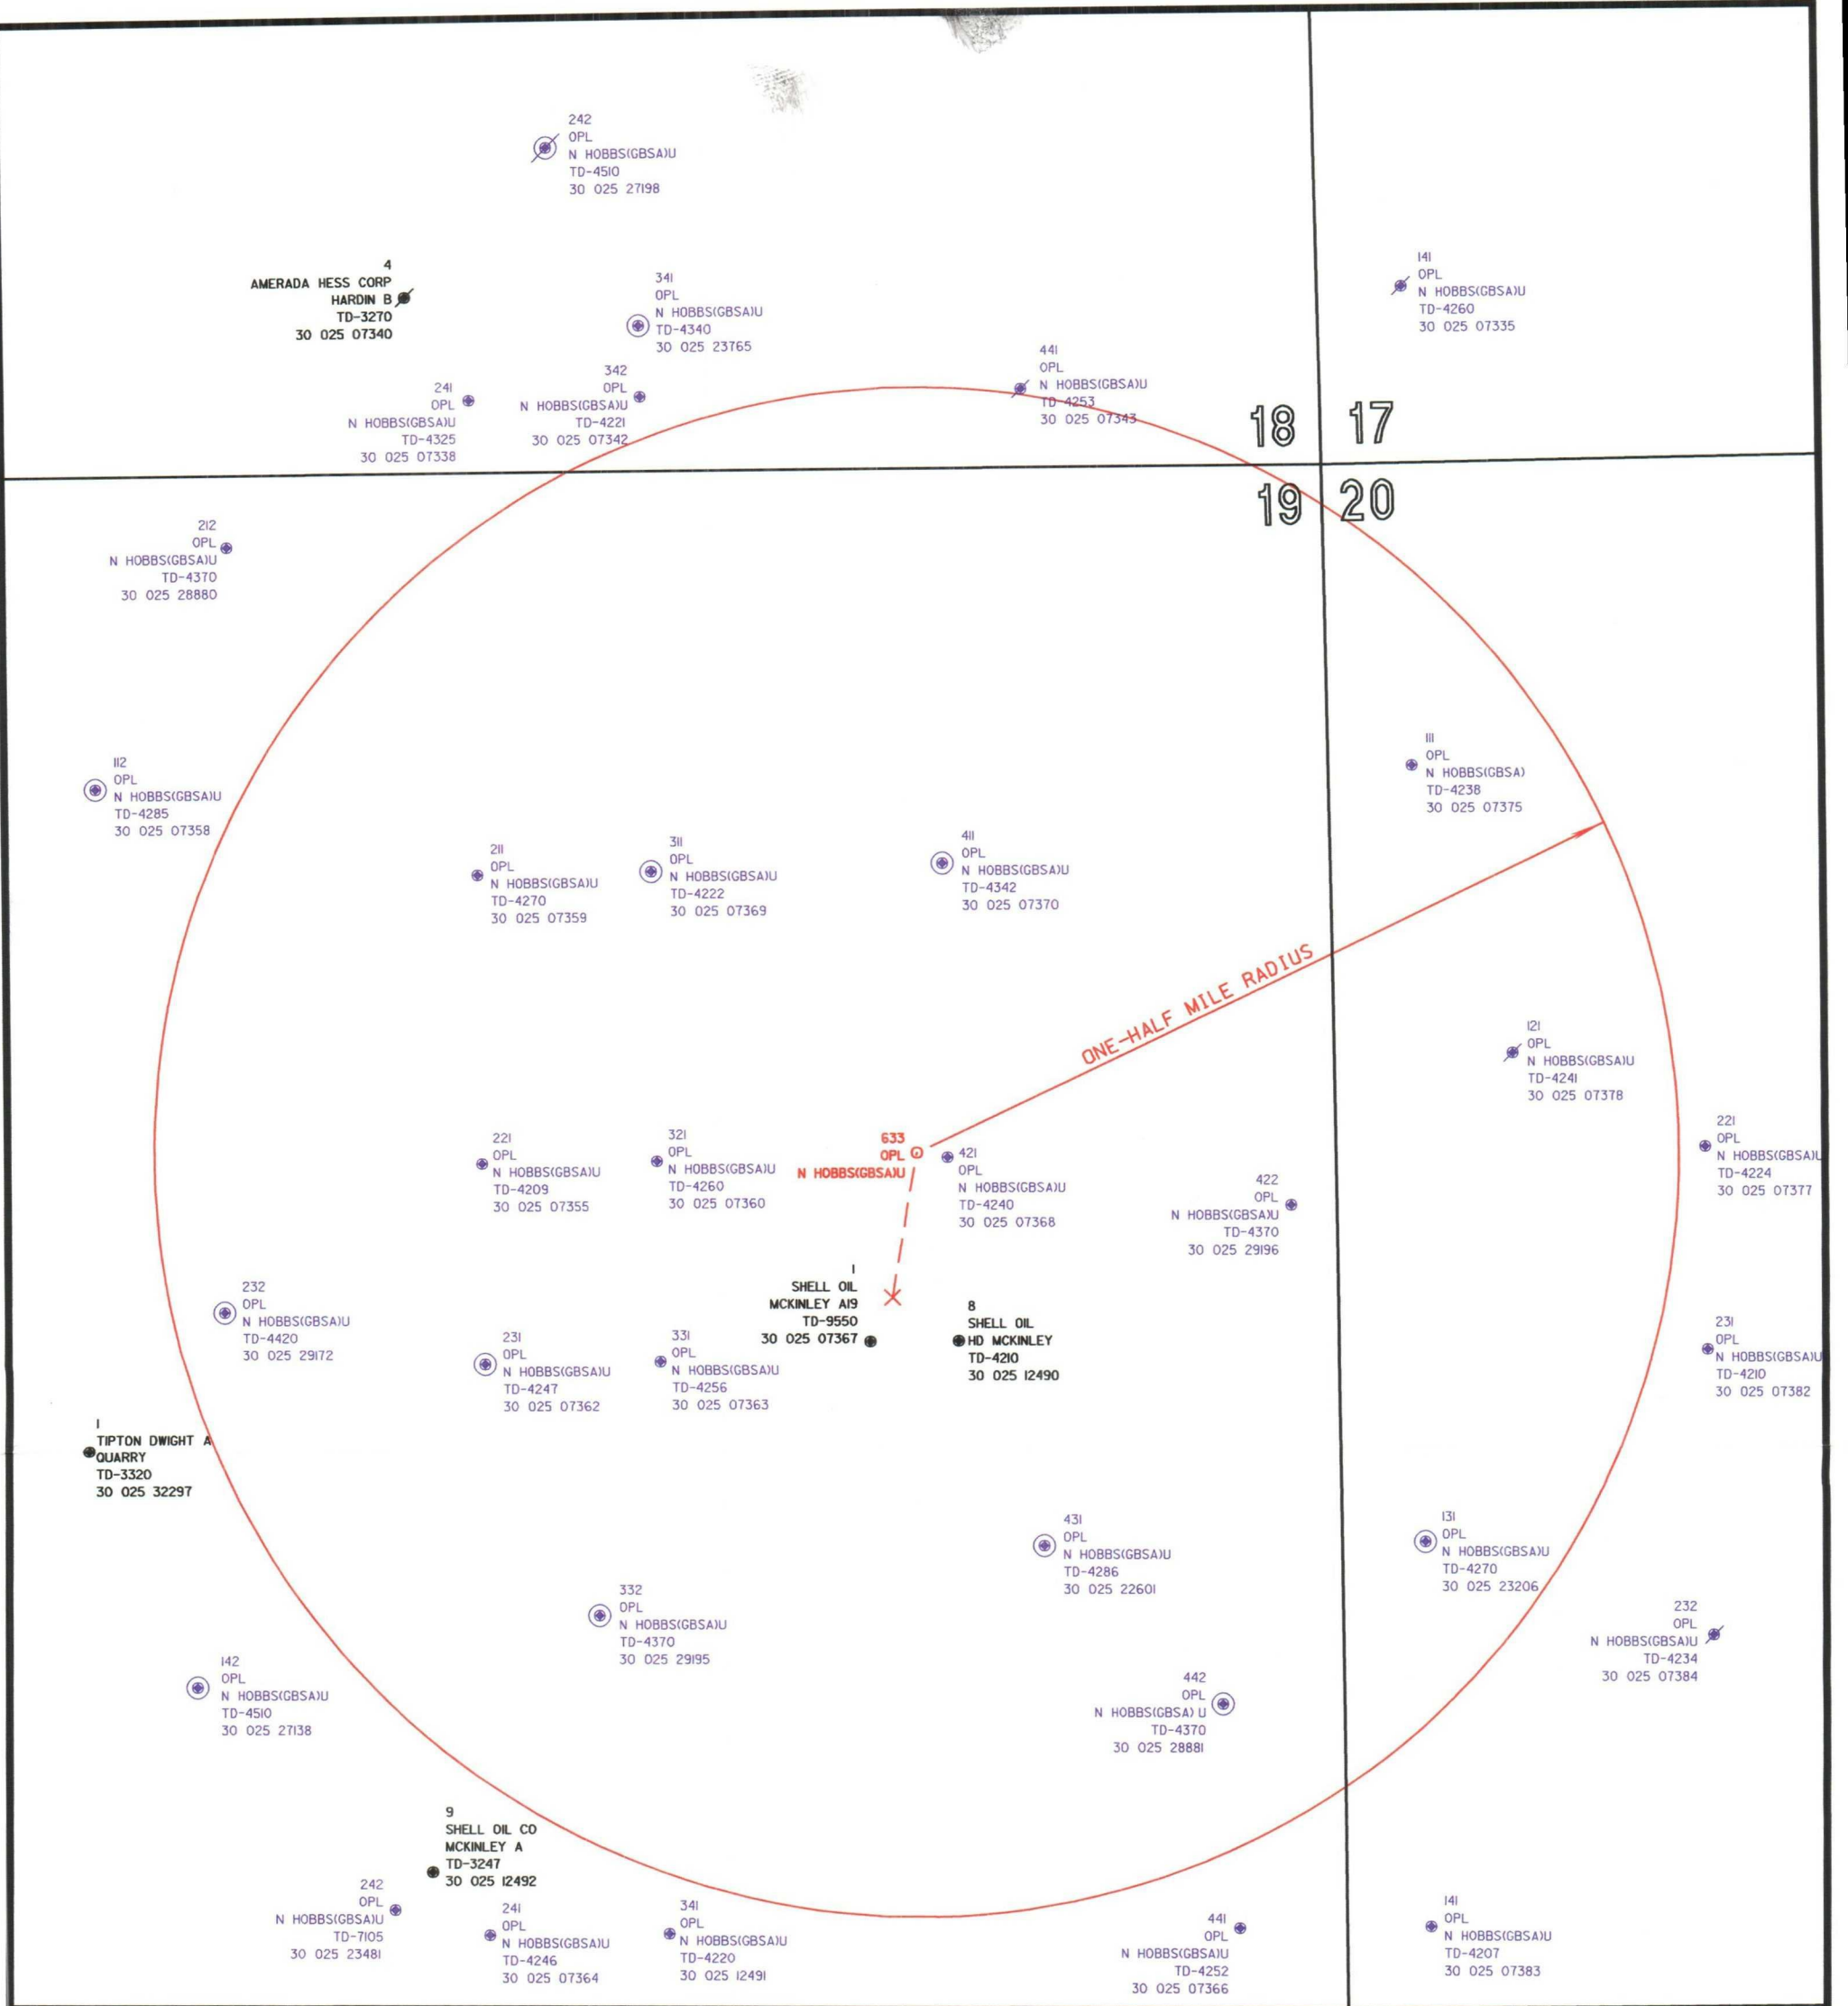 242
OPL
N HOBBS(GBSA)U
TD-4510
30 025 27198
4
AMERADA HESS CORP
HARDIN B
TD-3270
30 025 07340
341
OPL
N HOBBS(GBSA)U
TD-4340
30 025 23765
141
OPL
N HOBBS(GBSA)U
TD-4260
30 025 07335
241
OPL
N HOBBS(GBSA)U
TD-4325
30 025 07338
342
OPL
N HOBBS(GBSA)U
TD-4221
30 025 07342
441
OPL
N HOBBS(GBSA)U
TD-4253
30 025 07343
18 17
19 20
212
OPL
N HOBBS(GBSA)U
TD-4370
30 025 28880
112
OPL
N HOBBS(GBSA)U
TD-4285
30 025 07358
111
OPL
N HOBBS(GBSA)
TD-4238
30 025 07375
211
OPL
N HOBBS(GBSA)U
TD-4270
30 025 07359
311
OPL
N HOBBS(GBSA)U
TD-4222
30 025 07369
411
OPL
N HOBBS(GBSA)U
TD-4342
30 025 07370
ONE-HALF MILE RADIUS
121
OPL
N HOBBS(GBSA)U
TD-4241
30 025 07378
221
OPL
N HOBBS(GBSA)U
TD-4209
30 025 07355
321
OPL
N HOBBS(GBSA)U
TD-4260
30 025 07360
633
OPL
N HOBBS(GBSA)U
421
OPL
N HOBBS(GBSA)U
TD-4240
30 025 07368
422
OPL
N HOBBS(GBSA)U
TD-4370
30 025 29196
221
OPL
N HOBBS(GBSA)U
TD-4224
30 025 07377
232
OPL
N HOBBS(GBSA)U
TD-4420
30 025 29172
231
OPL
N HOBBS(GBSA)U
TD-4247
30 025 07362
331
OPL
N HOBBS(GBSA)U
TD-4256
30 025 07363
1
SHELL OIL
MCKINLEY A19
TD-9550
30 025 07367
8
SHELL OIL
HD MCKINLEY
TD-4210
30 025 12490
231
OPL
N HOBBS(GBSA)U
TD-4210
30 025 07382
1
TIPTON DWIGHT A
QUARRY
TD-3320
30 025 32297
431
OPL
N HOBBS(GBSA)U
TD-4286
30 025 22601
131
OPL
N HOBBS(GBSA)U
TD-4270
30 025 23206
332
OPL
N HOBBS(GBSA)U
TD-4370
30 025 29195
232
OPL
N HOBBS(GBSA)U
TD-4234
30 025 07384
142
OPL
N HOBBS(GBSA)U
TD-4510
30 025 27138
442
OPL
N HOBBS(GBSA) U
TD-4370
30 025 28881
9
SHELL OIL CO
MCKINLEY A
TD-3247
30 025 12492
242
OPL
N HOBBS(GBSA)U
TD-7105
30 025 23481
241
OPL
N HOBBS(GBSA)U
TD-4246
30 025 07364
341
OPL
N HOBBS(GBSA)U
TD-4220
30 025 12491
441
OPL
N HOBBS(GBSA)U
TD-4252
30 025 07366
141
OPL
N HOBBS(GBSA)U
TD-4207
30 025 07383